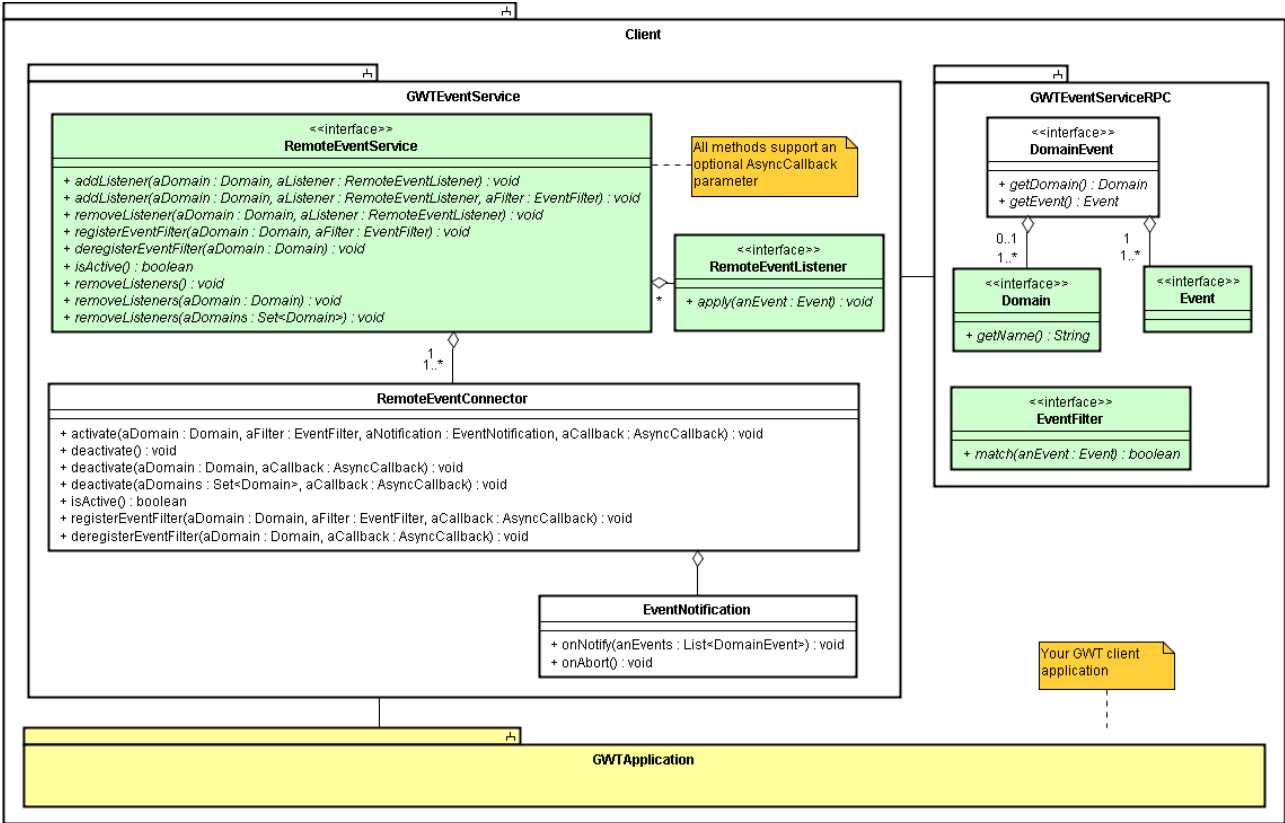 Client
GWTEventService
<<interface>>
RemoteEventService
+ addListener(aDomain : Domain, aListener : RemoteEventListener) : void
+ addListener(aDomain : Domain, aListener : RemoteEventListener, aFilter : EventFilter) : void
+ removeListener(aDomain : Domain, aListener : RemoteEventListener) : void
+ registerEventFilter(aDomain : Domain, aFilter : EventFilter) : void
+ deregisterEventFilter(aDomain : Domain) : void
+ isActive() : boolean
+ removeListeners() : void
+ removeListeners(aDomain : Domain) : void
+ removeListeners(aDomains : Set<Domain>) : void
All methods support an
optional AsyncCallback
parameter
<<interface>>
RemoteEventListener
+ apply(anEvent : Event) : void
*
1
1..*
RemoteEventConnector
+ activate(aDomain : Domain, aFilter : EventFilter, aNotification : EventNotification, aCallback : AsyncCallback) : void
+ deactivate() : void
+ deactivate(aDomain : Domain, aCallback : AsyncCallback) : void
+ deactivate(aDomains : Set<Domain>, aCallback : AsyncCallback) : void
+ isActive() : boolean
+ registerEventFilter(aDomain : Domain, aFilter : EventFilter, aCallback : AsyncCallback) : void
+ deregisterEventFilter(aDomain : Domain, aCallback : AsyncCallback) : void
EventNotification
+ onNotify(anEvents : List<DomainEvent>) : void
+ onAbort() : void
GWTEventServiceRPC
<<interface>>
DomainEvent
+ getDomain() : Domain
+ getEvent() : Event
0..1
1..*
1
1..*
<<interface>>
Domain
+ getName() : String
<<interface>>
Event
<<interface>>
EventFilter
+ match(anEvent : Event) : boolean
Your GWT client
application
GWTApplication